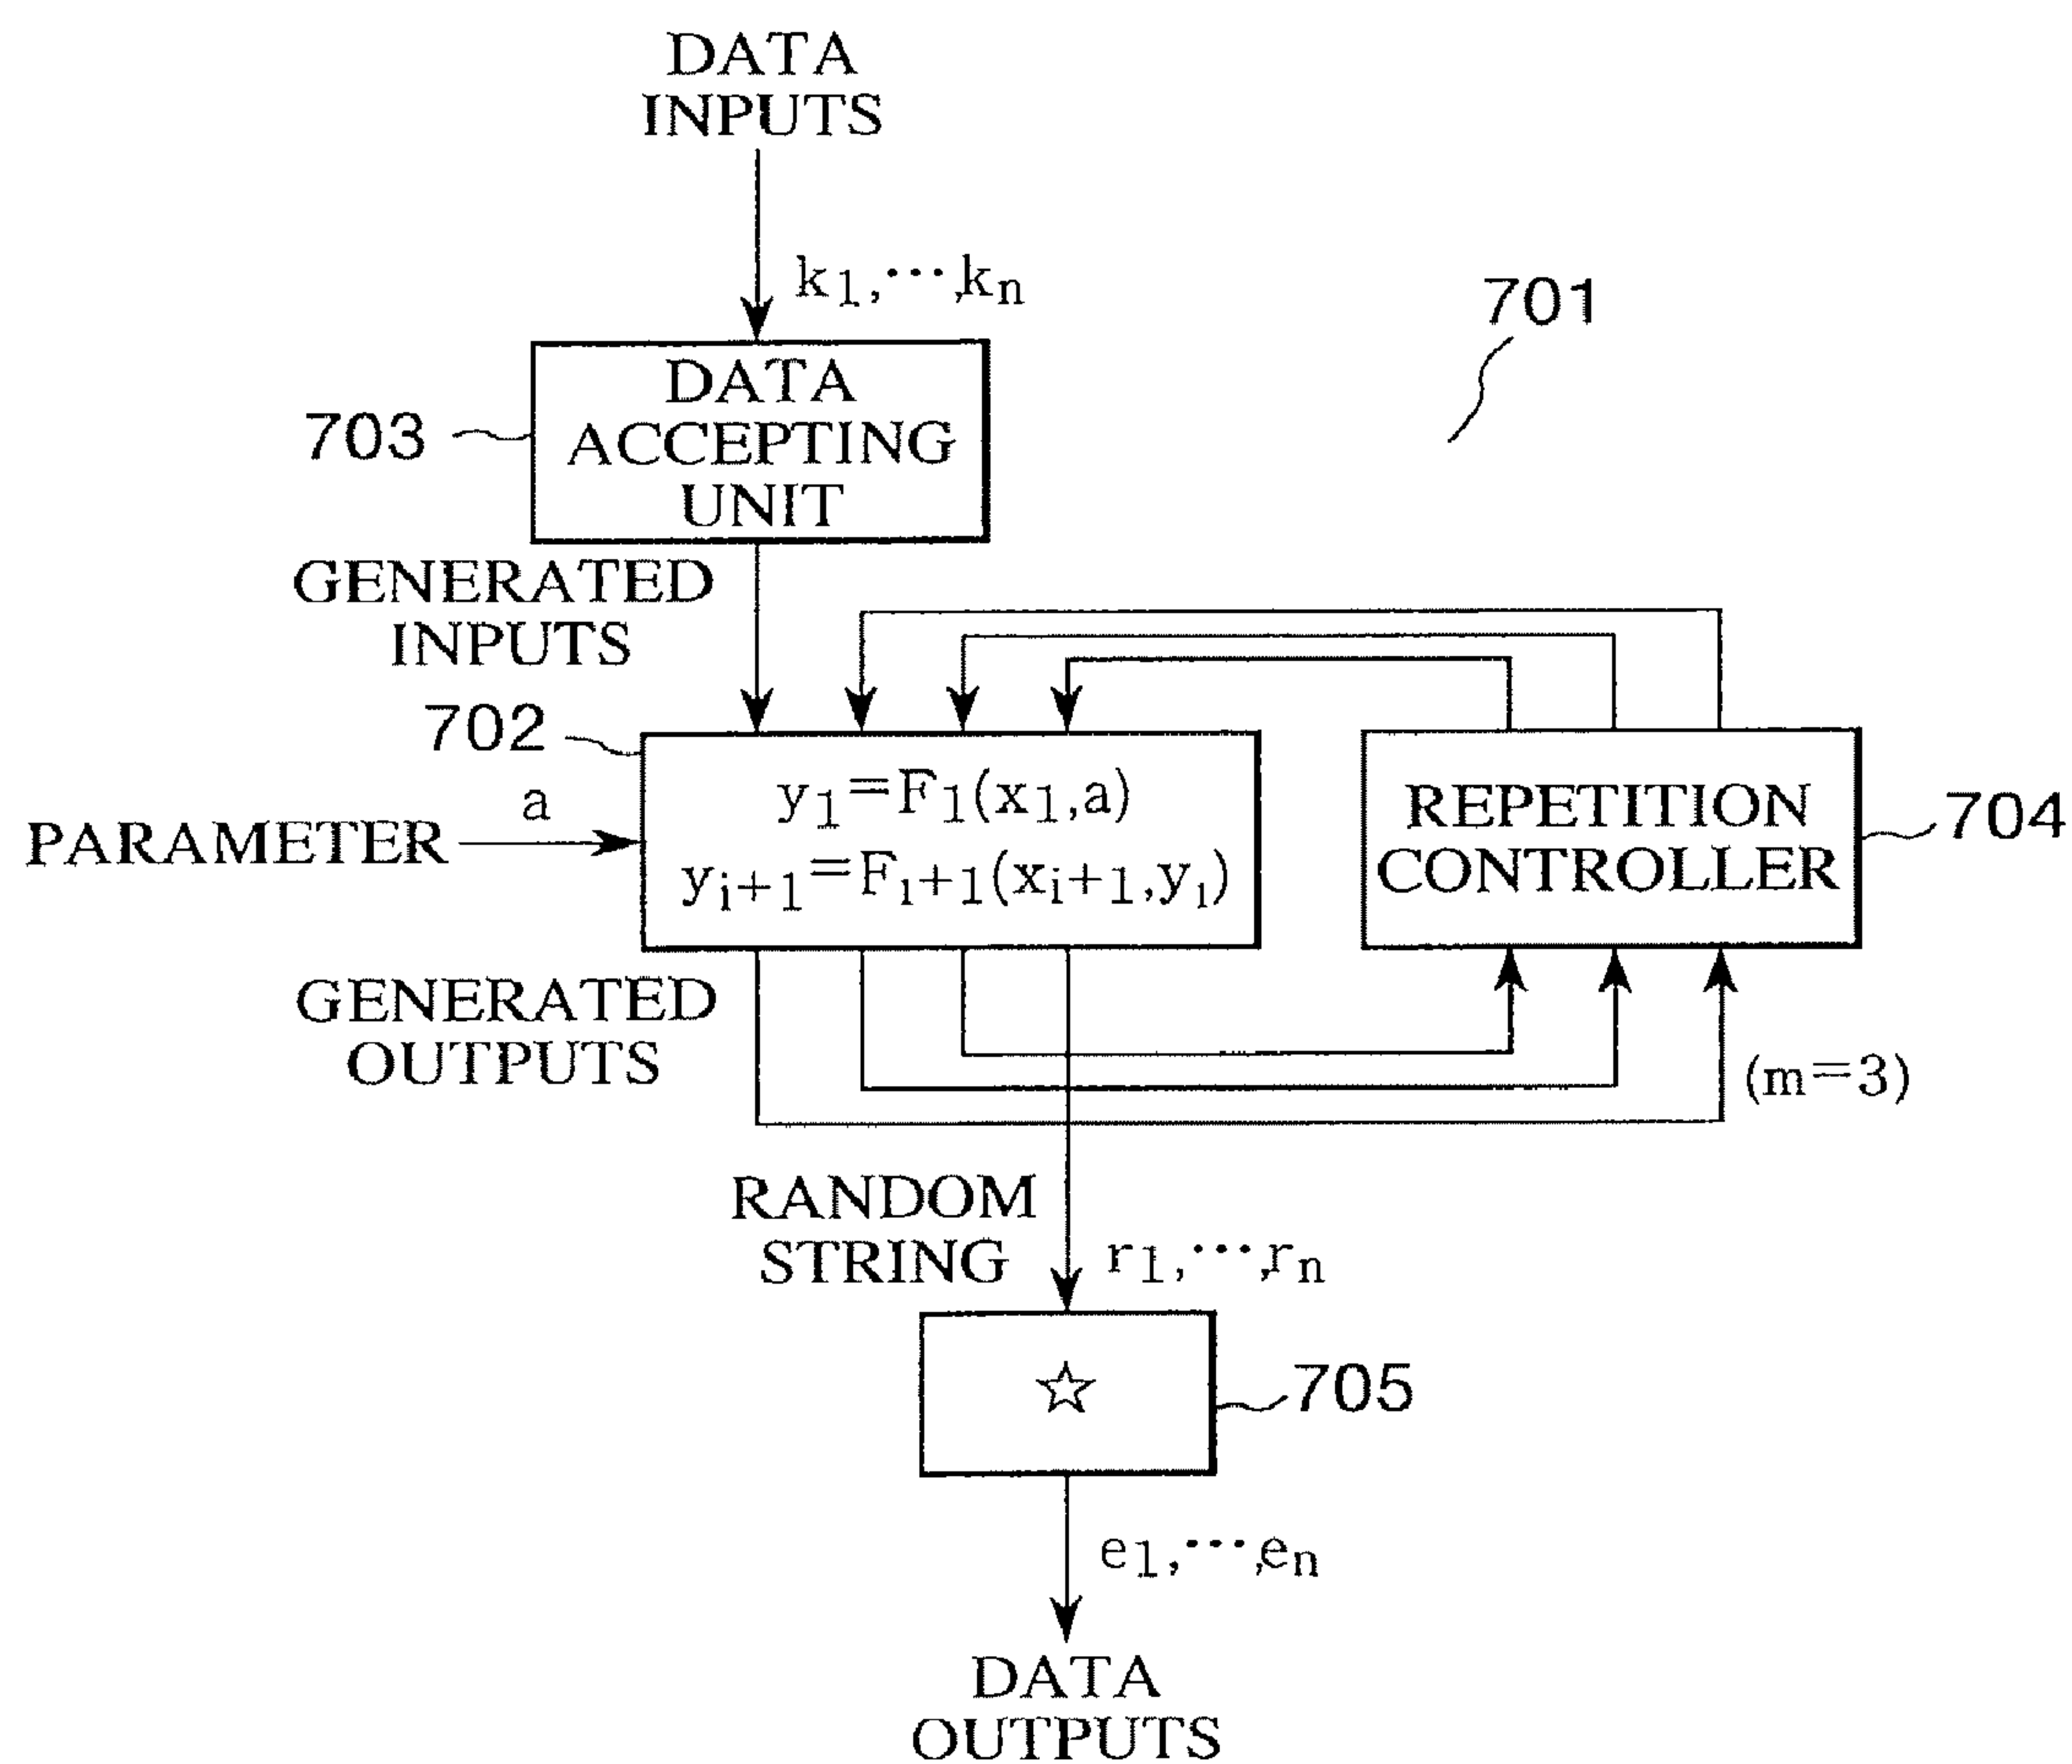 DATA
INPUTS
k1,···,kn
701
DATA
ACCEPTING
UNIT
703
GENERATED
INPUTS
702
y1=F1(x1,a)
yi+1=Fi+1(xi+1,yi)
a
PARAMETER
REPETITION
CONTROLLER
704
GENERATED
OUTPUTS
(m=3)
RANDOM
STRING
r1,···,rn
☆
705
e1,···,en
DATA
OUTPUTS